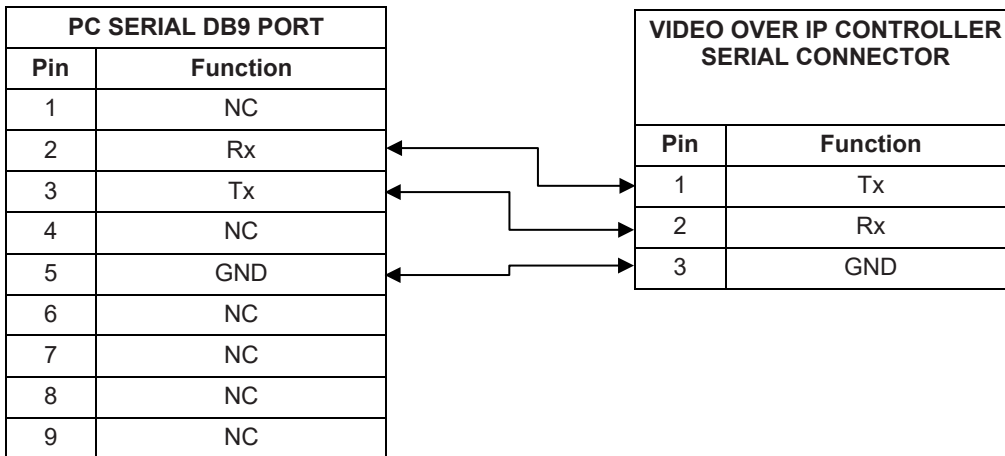 PC SERIAL DB9 PORT
Pin Function
1 NC
2 Rx
3 Tx
4 NC
5 GND
6 NC
7 NC
8 NC
9 NC
VIDEO OVER IP CONTROLLER
SERIAL CONNECTOR
Pin Function
1 Tx
2 Rx
3 GND